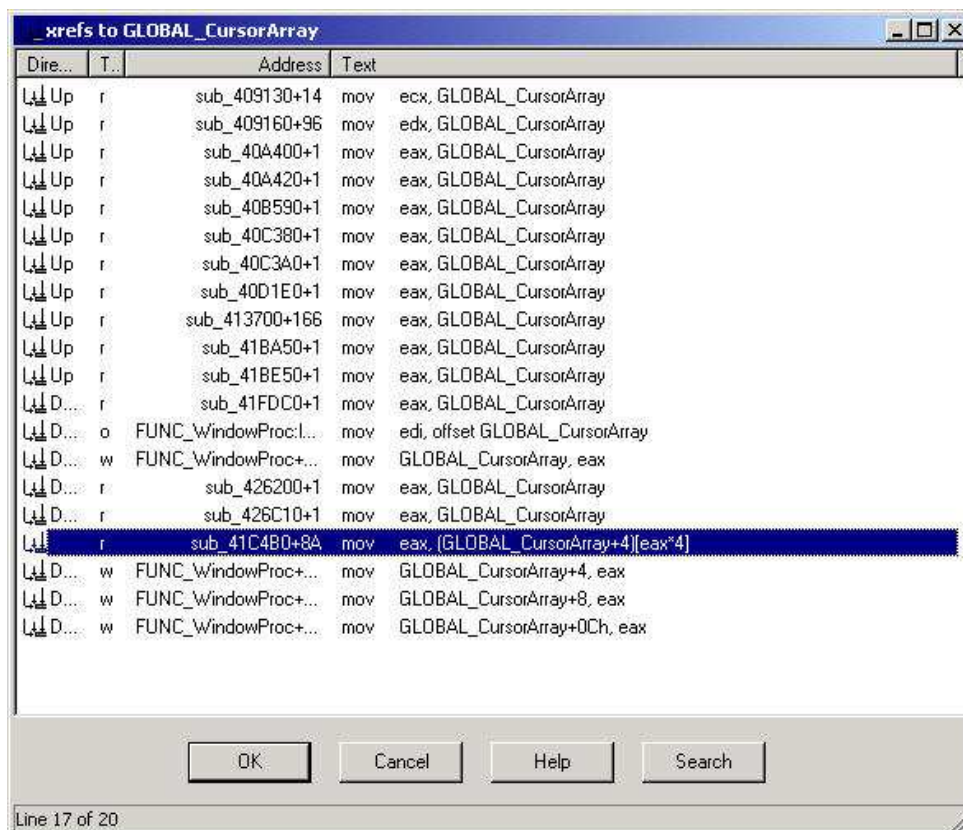 xrefs to GLOBAL_CursorArray
Dire... T.. Address Text
Up r sub_409130+14 mov ecx, GLOBAL_CursorArray
Up r sub_409160+96 mov edx, GLOBAL_CursorArray
Up r sub_40A400+1 mov eax, GLOBAL_CursorArray
Up r sub_40A420+1 mov eax, GLOBAL_CursorArray
Up r sub_40B590+1 mov eax, GLOBAL_CursorArray
Up r sub_40C380+1 mov eax, GLOBAL_CursorArray
Up r sub_40C3A0+1 mov eax, GLOBAL_CursorArray
Up r sub_40D1E0+1 mov eax, GLOBAL_CursorArray
Up r sub_413700+166 mov eax, GLOBAL_CursorArray
Up r sub_41BA50+1 mov eax, GLOBAL_CursorArray
Up r sub_41BE50+1 mov eax, GLOBAL_CursorArray
D... r sub_41FDC0+1 mov eax, GLOBAL_CursorArray
D... o FUNC_WindowProc:l... mov edi, offset GLOBAL_CursorArray
D... w FUNC_WindowProc+... mov GLOBAL_CursorArray, eax
D... r sub_426200+1 mov eax, GLOBAL_CursorArray
D... r sub_426C10+1 mov eax, GLOBAL_CursorArray
r sub_41C4B0+8A mov eax, (GLOBAL_CursorArray+4)[eax*4]
D... w FUNC_WindowProc+... mov GLOBAL_CursorArray+4, eax
D... w FUNC_WindowProc+... mov GLOBAL_CursorArray+8, eax
D... w FUNC_WindowProc+... mov GLOBAL_CursorArray+0Ch, eax
OK Cancel Help Search
Line 17 of 20